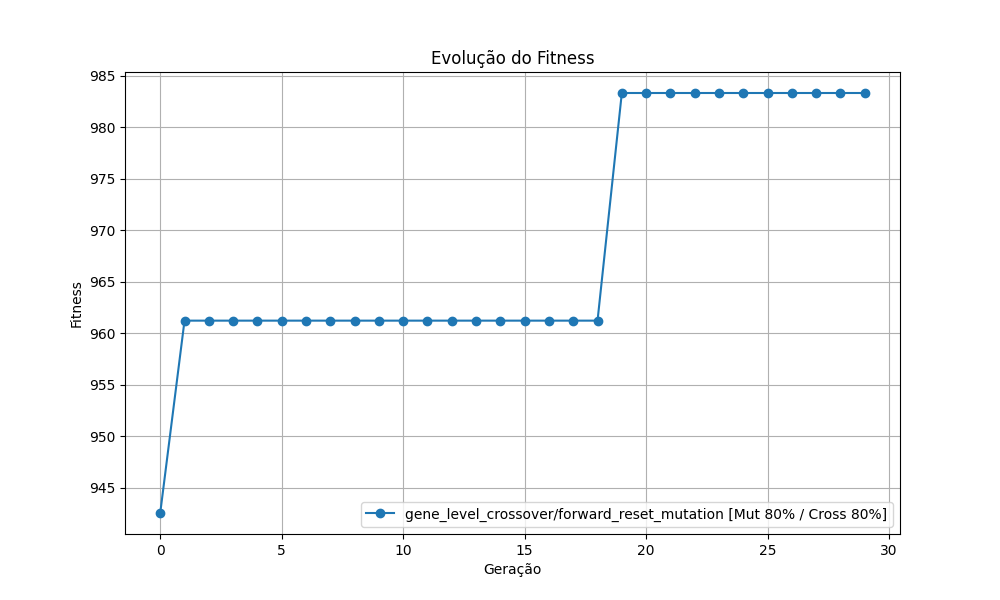 Evolução do Fitness
985
980
975
970
965
960
955
950
945
Fitness
0 5 10 15 20 25 30
Geração
gene_level_crossover/forward_reset_mutation [Mut 80% / Cross 80%]